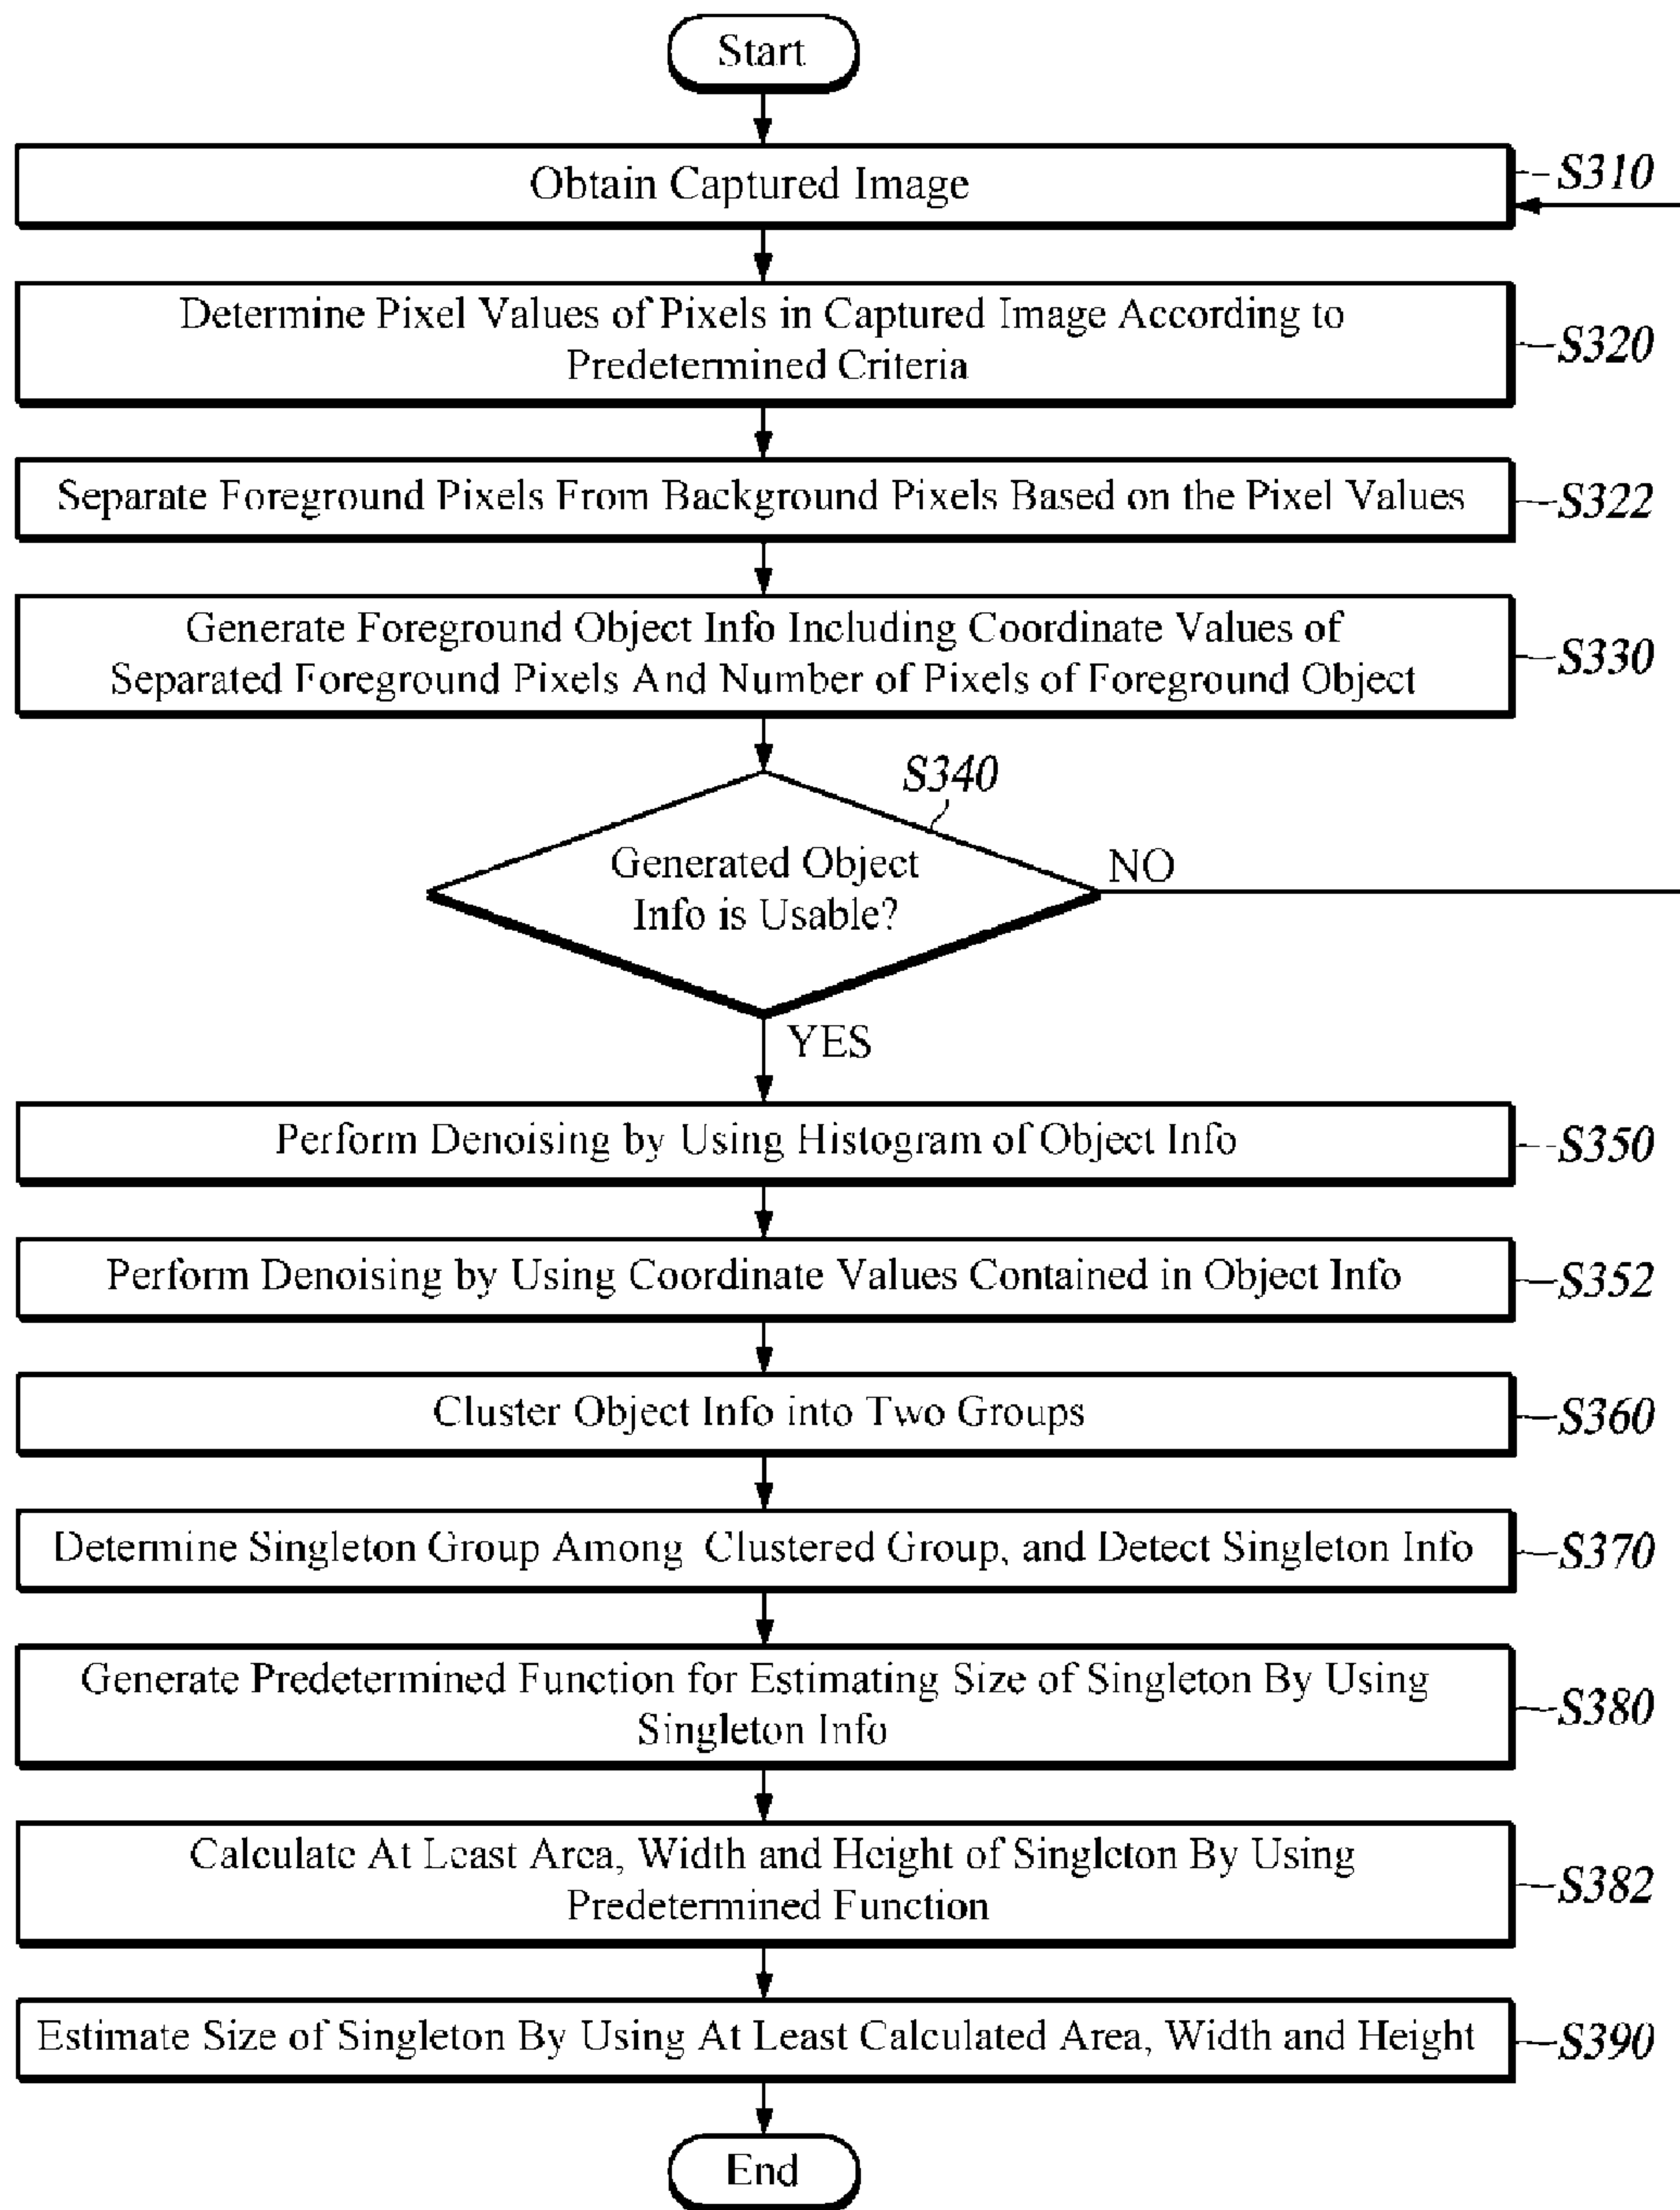 Start
Obtain Captured Image
S310
Determine Pixel Values of Pixels in Captured Image According to
Predetermined Criteria
S320
Separate Foreground Pixels From Background Pixels Based on the Pixel Values
S322
Generate Foreground Object Info Including Coordinate Values of
Separated Foreground Pixels And Number of Pixels of Foreground Object
S330
S340
Generated Object
Info is Usable?
NO
YES
Perform Denoising by Using Histogram of Object Info
S350
Perform Denoising by Using Coordinate Values Contained in Object Info
S352
Cluster Object Info into Two Groups
S360
Determine Singleton Group Among Clustered Group, and Detect Singleton Info
S370
Generate Predetermined Function for Estimating Size of Singleton By Using
Singleton Info
S380
Calculate At Least Area, Width and Height of Singleton By Using
Predetermined Function
S382
Estimate Size of Singleton By Using At Least Calculated Area, Width and Height
S390
End